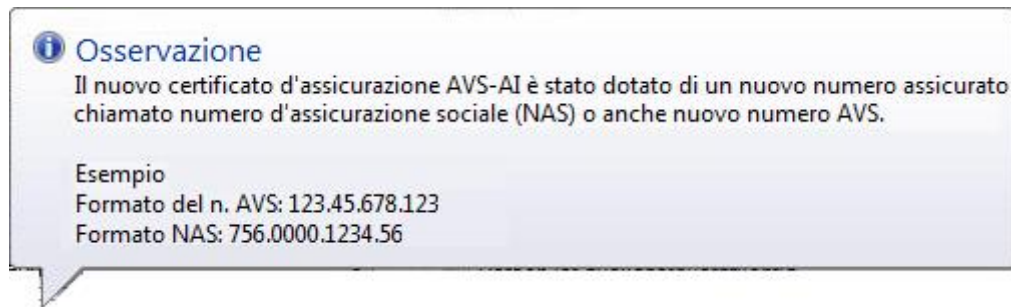 Osservazione
Il nuovo certificato d'assicurazione AVS-AI è stato dotato di un nuovo numero assicurato
chiamato numero d'assicurazione sociale (NAS) o anche nuovo numero AVS.
Esempio
Formato del n. AVS: 123.45.678.123
Formato NAS: 756.0000.1234.56